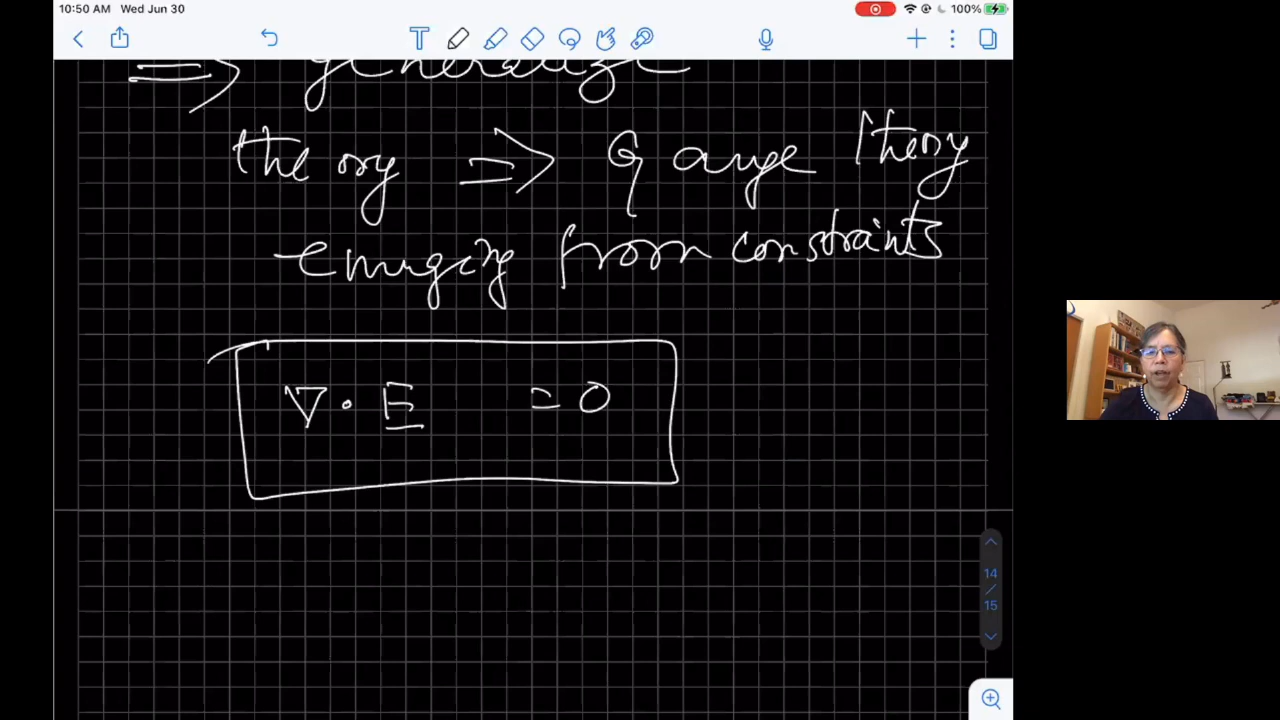 10:50 AM Wed Jun 30
100%
T
=> generalize
theory => Gauge Theory
emerging from constraints
∇ · E = 0
14
/
15